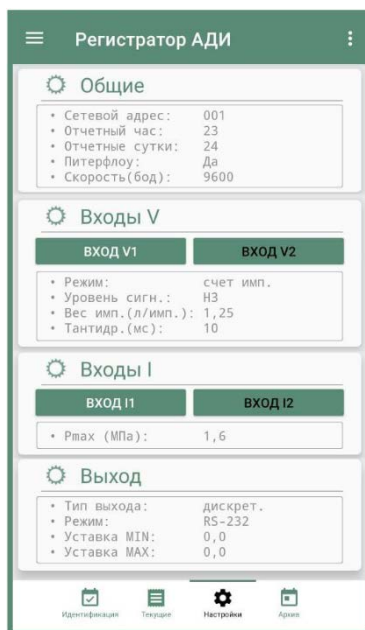 Регистратор АДИ
Общие
• Сетевой адрес: 001
• Отчетный час: 23
• Отчетные сутки: 24
• Питерфлоу: Да
• Скорость(бод): 9600
Входы V
ВХОД V1 ВХОД V2
• Режим: счет имп.
• Уровень сигн.: НЗ
• Вес имп.(л/имп.): 1,25
• Тантидр.(мс): 10
Входы I
ВХОД I1 ВХОД I2
• Pmax (МПа): 1,6
Выход
• Тип выхода: дискрет.
• Режим: RS-232
• Уставка MIN: 0,0
• Уставка MAX: 0,0
Идентификация Текущие Настройки Архив